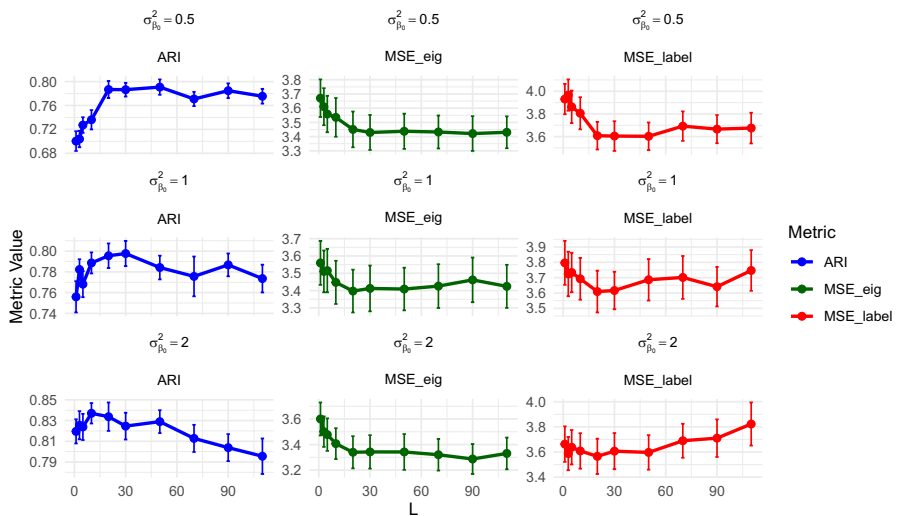 σ²β₀ = 0.5 σ²β₀ = 0.5 σ²β₀ = 0.5
ARI MSE_eig MSE_label
0.80
0.76
0.72
0.68
3.8
3.7
3.6
3.5
3.4
3.3
4.0
3.8
3.6
σ²β₀ = 1 σ²β₀ = 1 σ²β₀ = 1
ARI MSE_eig MSE_label
0.80
0.78
0.76
0.74
3.7
3.6
3.5
3.4
3.3
3.9
3.8
3.7
3.6
3.5
σ²β₀ = 2 σ²β₀ = 2 σ²β₀ = 2
ARI MSE_eig MSE_label
0.85
0.83
0.81
0.79
3.6
3.4
3.2
4.0
3.8
3.6
3.4
0 30 60 90 0 30 60 90 0 30 60 90
L
Metric Value
Metric
ARI
MSE_eig
MSE_label